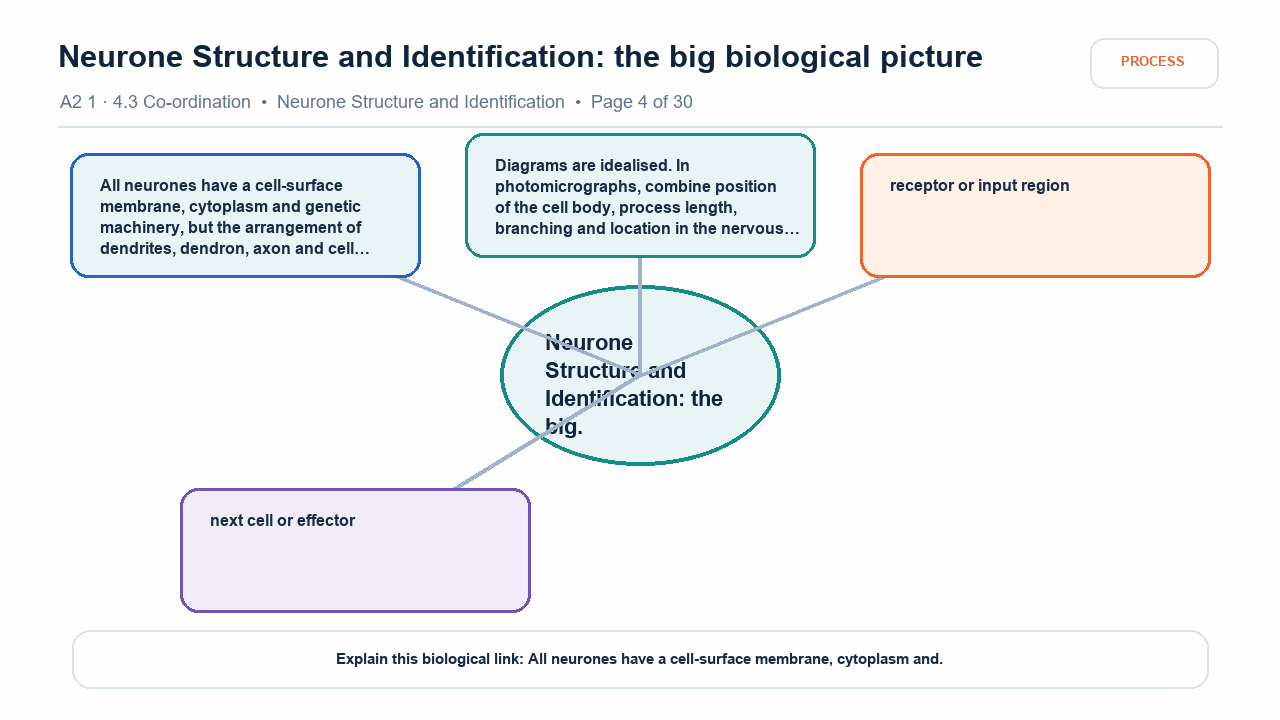 Neurone Structure and Identification: the big biological picture
PROCESS
A2 1 · 4.3 Co-ordination • Neurone Structure and Identification • Page 4 of 30
All neurones have a cell-surface
membrane, cytoplasm and genetic
machinery, but the arrangement of
dendrites, dendron, axon and cell…
Diagrams are idealised. In
photomicrographs, combine position
of the cell body, process length,
branching and location in the nervous…
receptor or input region
Neurone
Structure and
Identification: the
big.
next cell or effector
Explain this biological link: All neurones have a cell-surface membrane, cytoplasm and.